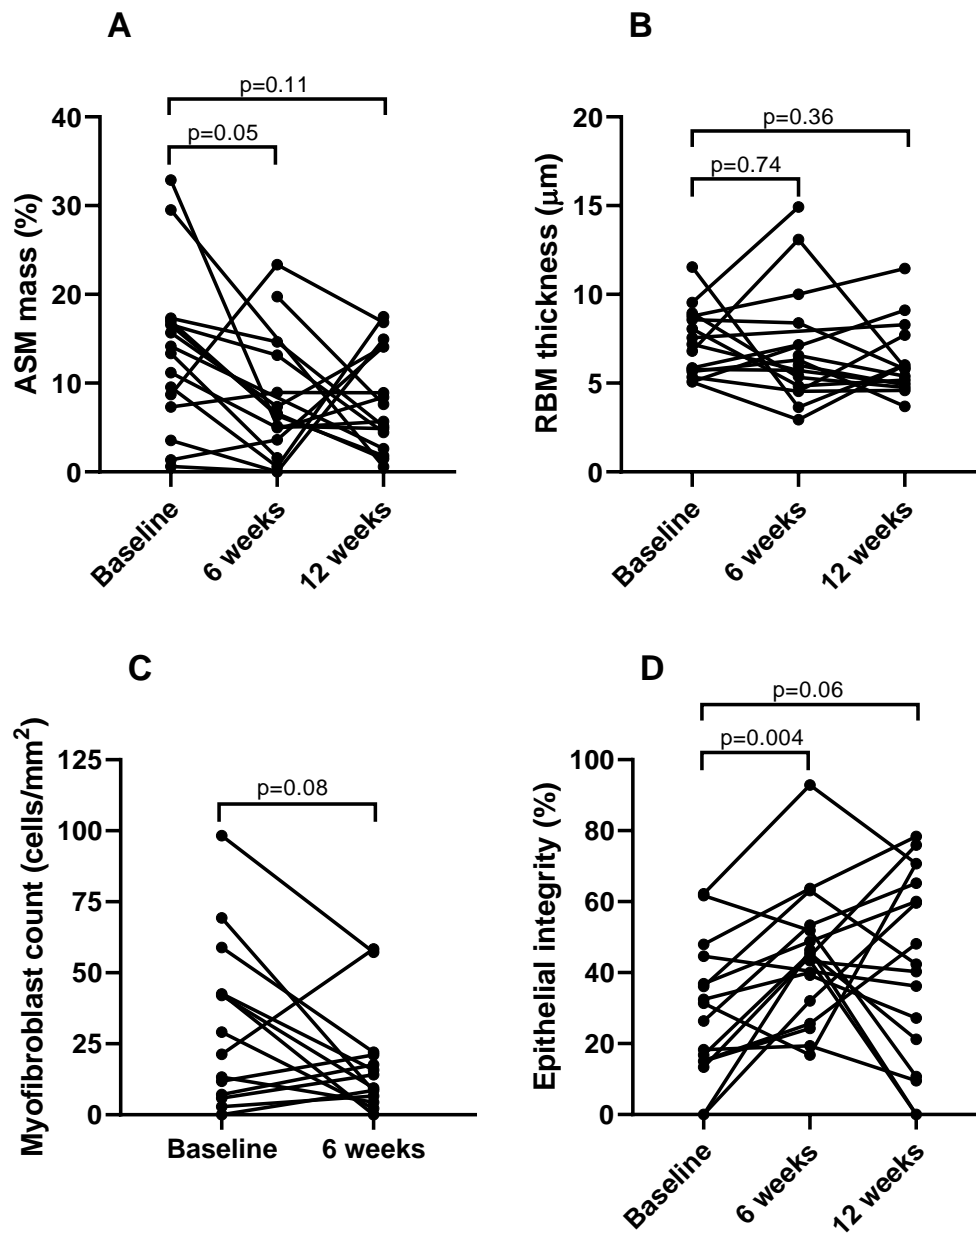 A
p=0.11
p=0.05
ASM mass (%)
40
30
20
10
0
Baseline
6 weeks
12 weeks
B
p=0.36
p=0.74
RBM thickness (μm)
20
15
10
5
0
Baseline
6 weeks
12 weeks
C
p=0.08
Myofibroblast count (cells/mm²)
125
100
75
50
25
0
Baseline
6 weeks
D
p=0.06
p=0.004
Epithelial integrity (%)
100
80
60
40
20
0
Baseline
6 weeks
12 weeks